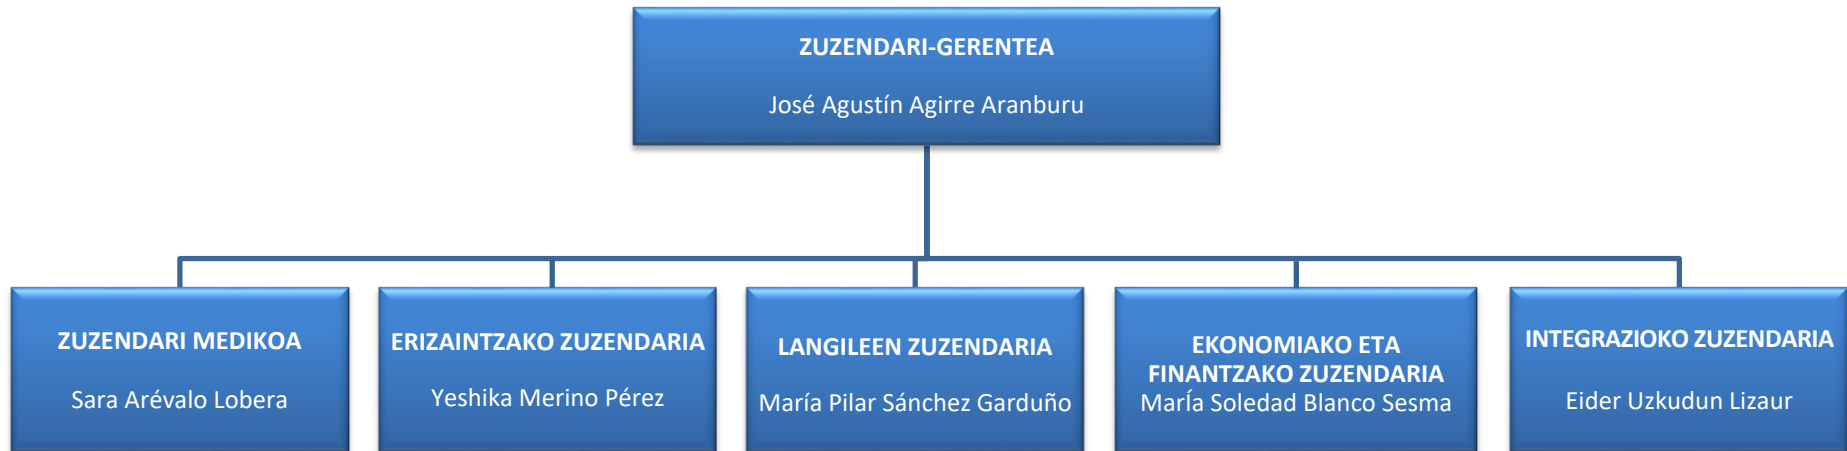 ZUZENDARI-GERENTEA
José Agustín Agirre Aranburu
ZUZENDARI MEDIKOA
Sara Arévalo Lobera
ERIZAINTZAKO ZUZENDARIA
Yeshika Merino Pérez
LANGILEEN ZUZENDARIA
María Pilar Sánchez Garduño
EKONOMIAKO ETA
FINANTZAKO ZUZENDARIA
MarÍa Soledad Blanco Sesma
INTEGRAZIOKO ZUZENDARIA
Eider Uzkudun Lizaur